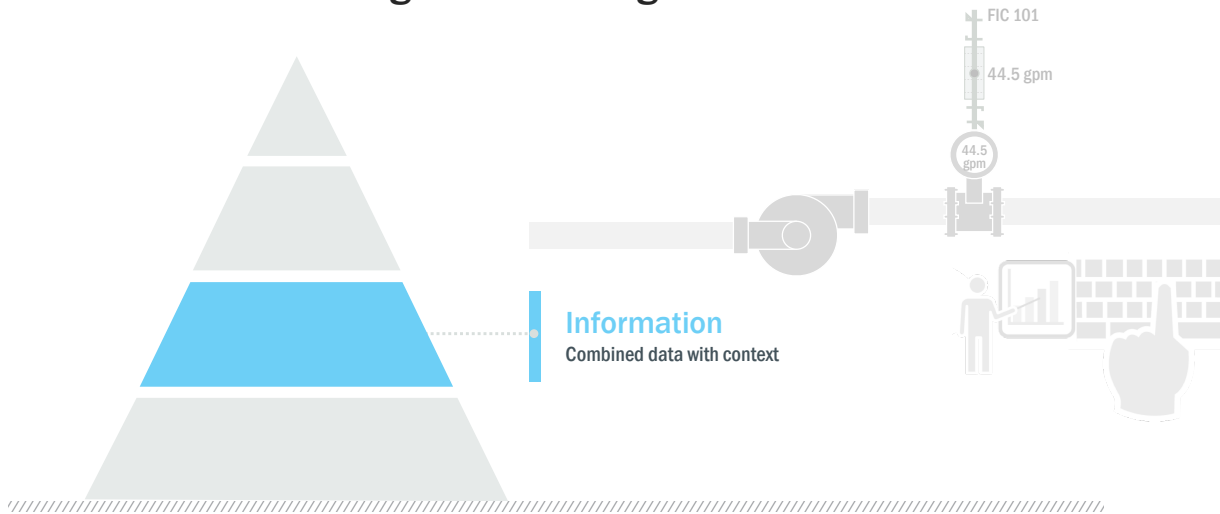 FIC 101
44.5 gpm
44.5
gpm
Information
Combined data with context